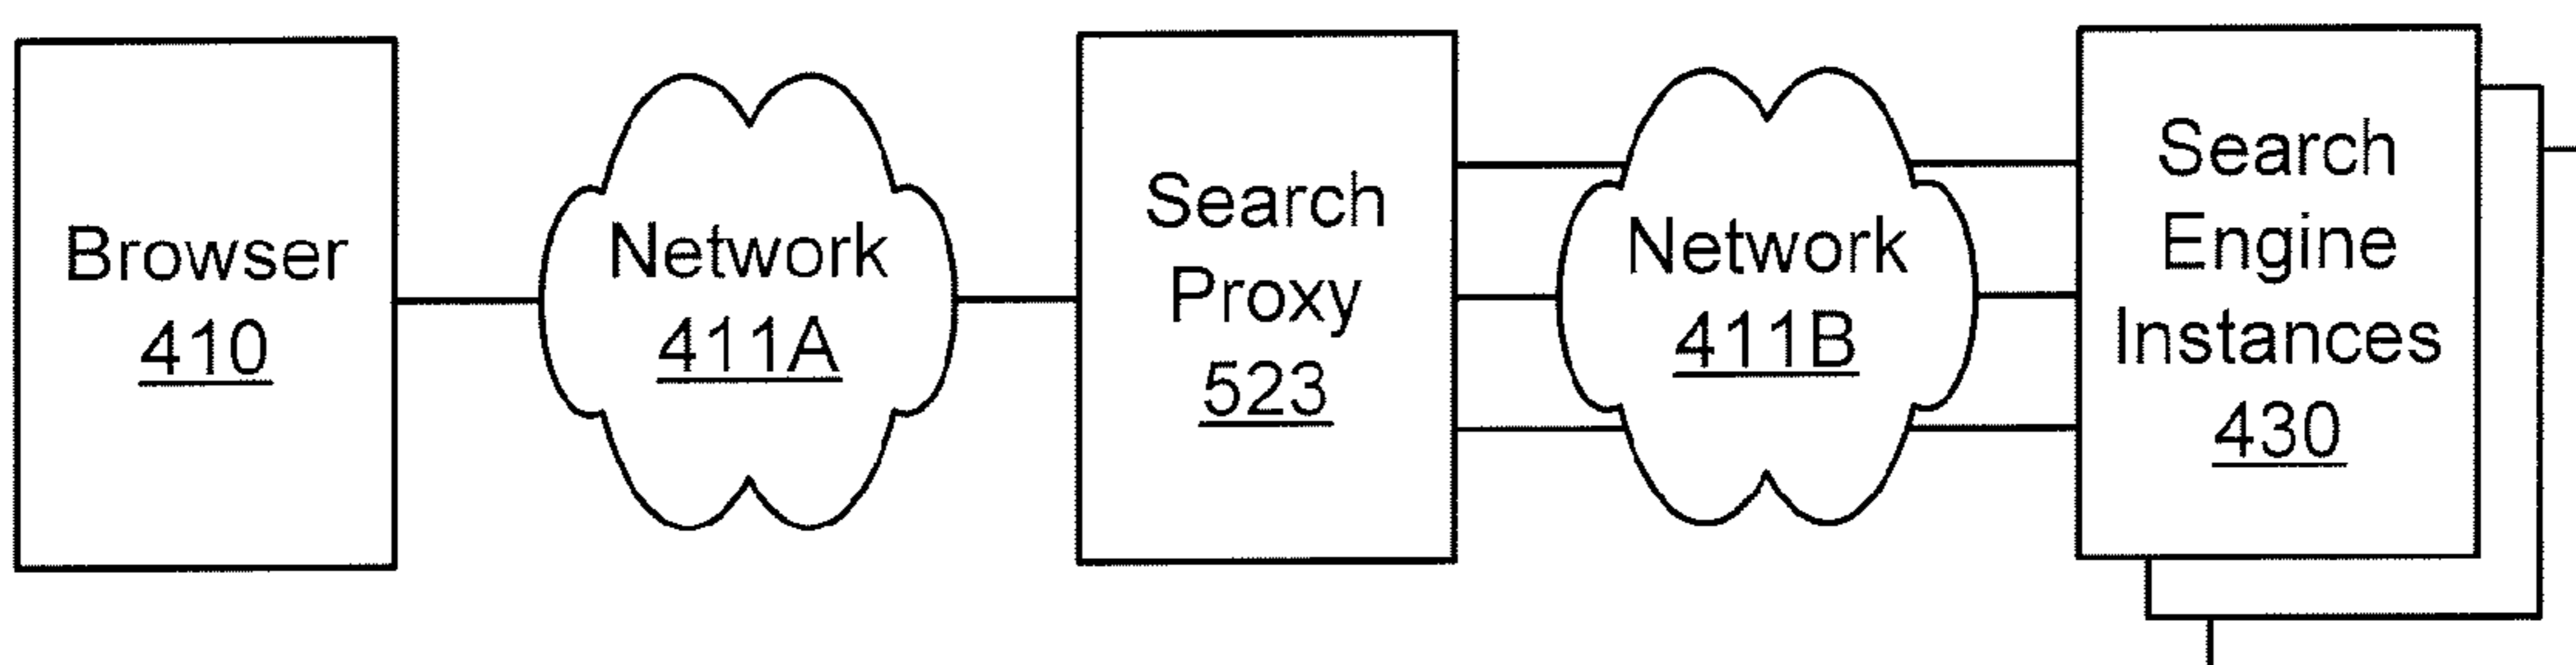 Browser
410
Network
411A
Search
Proxy
523
Network
411B
Search
Engine
Instances
430